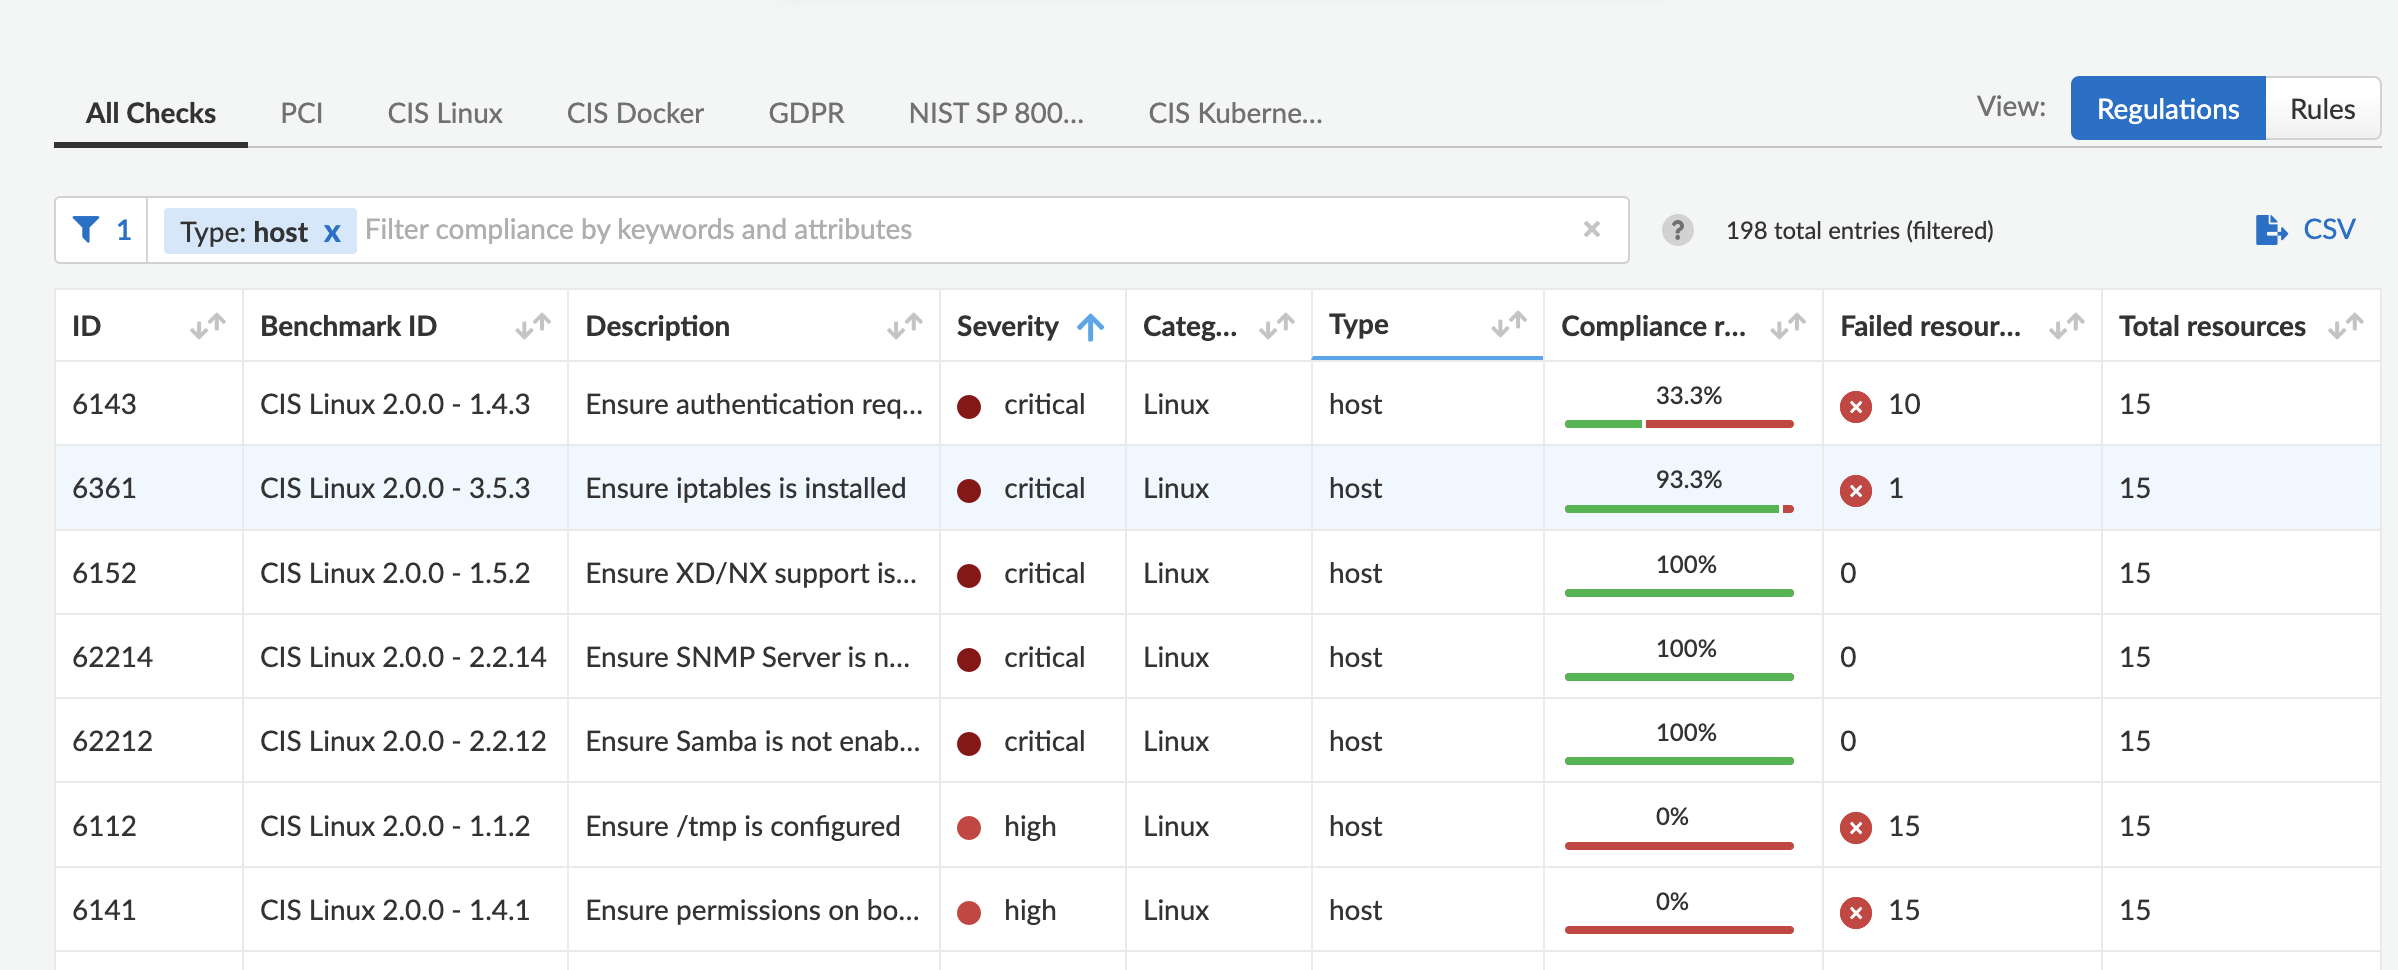 All Checks PCI CIS Linux CIS Docker GDPR NIST SP 800... CIS Kuberne... View: Regulations Rules
1 Type: host x Filter compliance by keywords and attributes × ? 198 total entries (filtered) CSV
ID Benchmark ID Description Severity Categ... Type Compliance r... Failed resour... Total resources
6143 CIS Linux 2.0.0 - 1.4.3 Ensure authentication req... critical Linux host 33.3% 10 15
6361 CIS Linux 2.0.0 - 3.5.3 Ensure iptables is installed critical Linux host 93.3% 1 15
6152 CIS Linux 2.0.0 - 1.5.2 Ensure XD/NX support is... critical Linux host 100% 0 15
62214 CIS Linux 2.0.0 - 2.2.14 Ensure SNMP Server is n... critical Linux host 100% 0 15
62212 CIS Linux 2.0.0 - 2.2.12 Ensure Samba is not enab... critical Linux host 100% 0 15
6112 CIS Linux 2.0.0 - 1.1.2 Ensure /tmp is configured high Linux host 0% 15 15
6141 CIS Linux 2.0.0 - 1.4.1 Ensure permissions on bo... high Linux host 0% 15 15